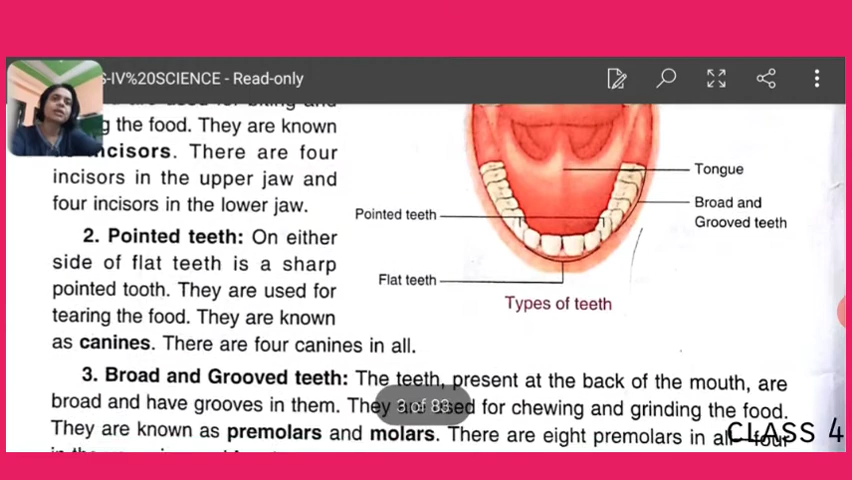 s-IV%20SCIENCE - Read-only
the food. They are known
incisors. There are four
incisors in the upper jaw and
four incisors in the lower jaw.
2. Pointed teeth: On either
side of flat teeth is a sharp
pointed tooth. They are used for
tearing the food. They are known
as canines. There are four canines in all.
Tongue
Broad and
Grooved teeth
Pointed teeth
Flat teeth
Types of teeth
3. Broad and Grooved teeth: The teeth, present at the back of the mouth, are
broad and have grooves in them. They are used for chewing and grinding the food.
They are known as premolars and molars. There are eight premolars in all—four
3 of 83
CLASS 4